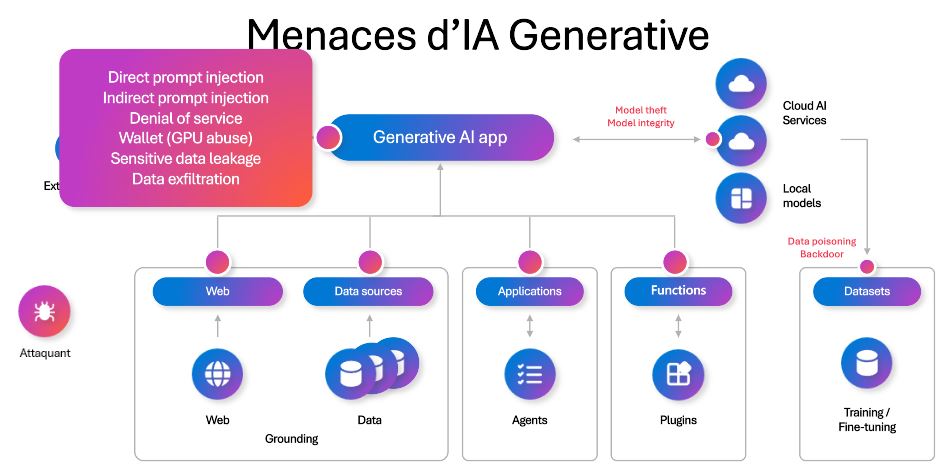 Menaces d’IA Generative
Direct prompt injection
Indirect prompt injection
Denial of service
Wallet (GPU abuse)
Sensitive data leakage
Data exfiltration
Generative AI app
Model theft
Model integrity
Cloud AI
Services
Local
models
Ext
Data poisoning
Backdoor
Web
Data sources
Applications
Functions
Datasets
Attaquant
Web
Data
Agents
Plugins
Training /
Fine-tuning
Grounding